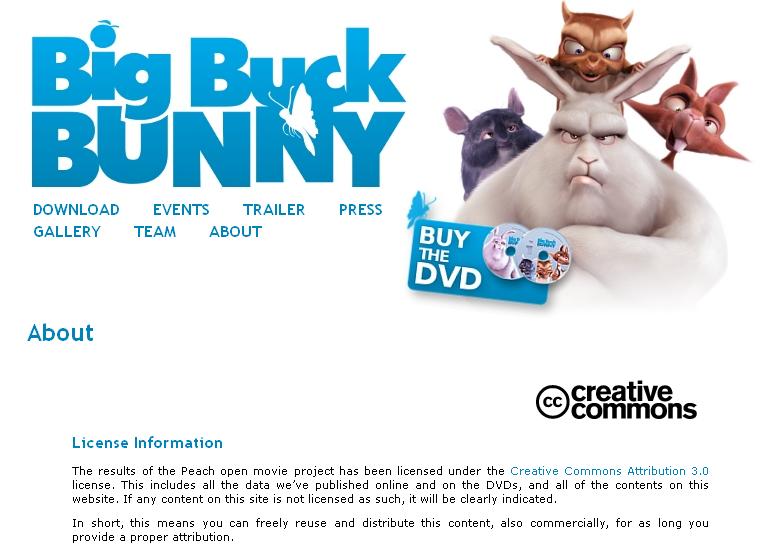 Big Buck
BUNNY
DOWNLOAD EVENTS TRAILER PRESS
GALLERY TEAM ABOUT
BUY
THE
DVD
About
cc creative
commons
License Information
The results of the Peach open movie project has been licensed under the Creative Commons Attribution 3.0
license. This includes all the data we've published online and on the DVDs, and all of the contents on this
website. If any content on this site is not licensed as such, it will be clearly indicated.
In short, this means you can freely reuse and distribute this content, also commercially, for as long you
provide a proper attribution.